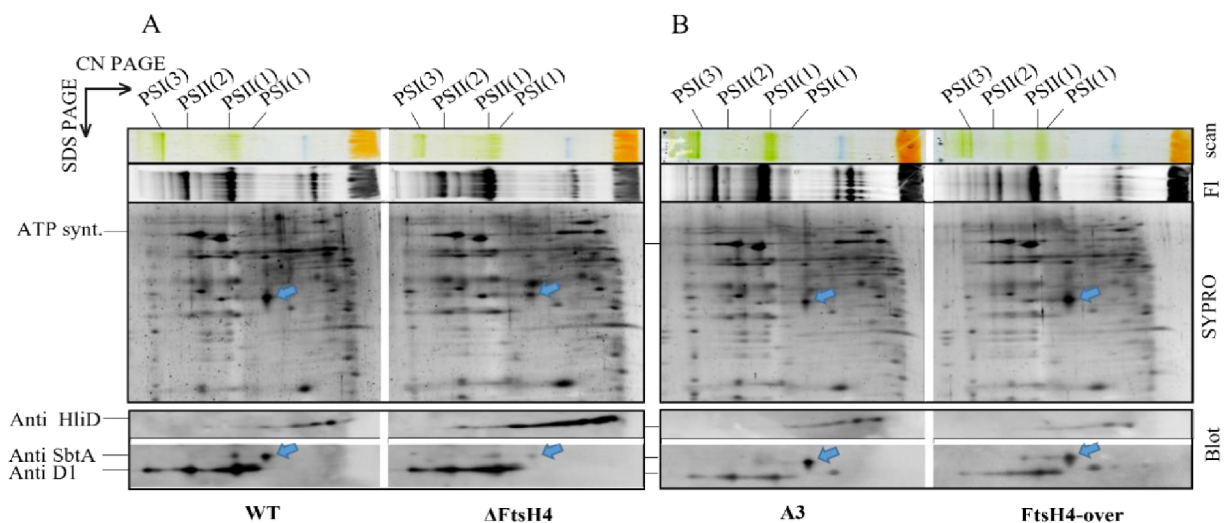 A
B
CN PAGE
SDS PAGE
PSI(3)
PSII(2)
PSII(1)
PSI(1)
PSI(3)
PSII(2)
PSII(1)
PSI(1)
PSI(3)
PSII(2)
PSII(1)
PSI(1)
PSI(3)
PSII(2)
PSII(1)
PSI(1)
scan
Fl
ATP synt.
SYPRO
Anti HliD
Anti SbtA
Anti D1
Blot
WT
ΔFtsH4
A3
FtsH4-over